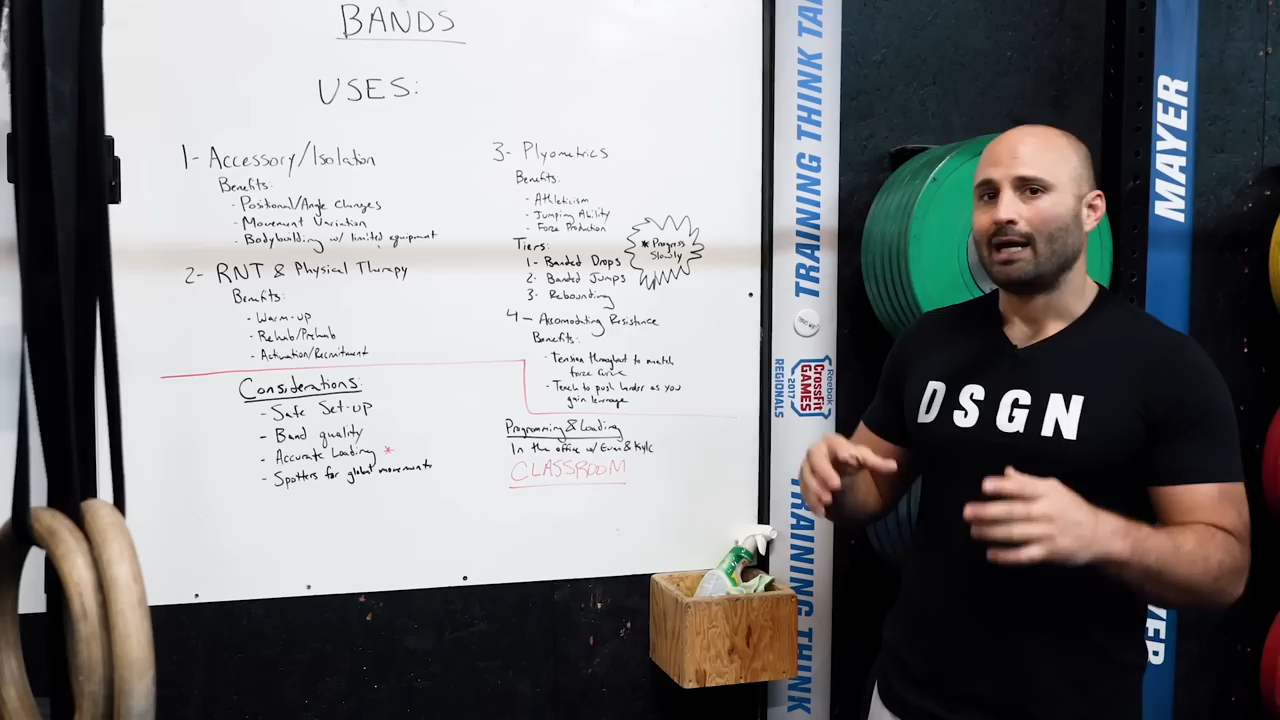 BANDS
USES:
1- Accessory/Isolation
Benefits:
- Positional/Angle Changes
- Movement Variation
- Bodybuilding w/ limited equipment
2- RNT & Physical Therapy
Benefits:
- Warm-up
- Rehab/Prehab
- Activation/Recruitment
Considerations:
- Safe Set-up
- Band quality
- Accurate Loading *
- Spotters for global movements
3- Plyometrics
Benefits:
- Athleticism
- Jumping Ability
- Force Production
Tiers:
1- Banded Drops
2- Banded Jumps
3- Rebounding
* Progress
Slowly
4- Accomodating Resistance
Benefits:
- Tension throughout to match
force curve
- Teach to push harder as you
gain leverage
Programming & Loading
In the office w/ Evan & Kyle
CLASSROOM
TRAINING THINK TAN
Reebok
CrossFit
GAMES
2017
REGIONALS
RAINING THINK
MAYER
YER
DSGN